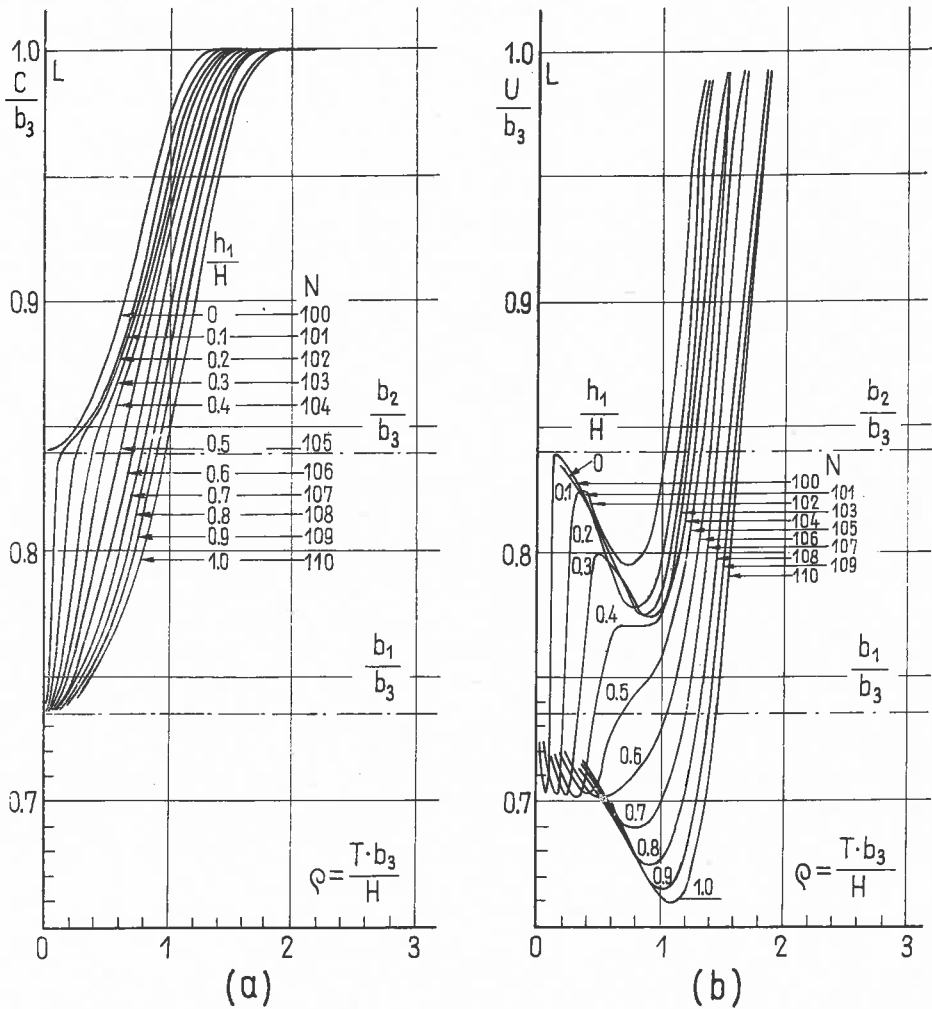 1.0
L
C/b₃
h₁/H
N
0 100
0.9
0.1 101
0.2 102
0.3 103
0.4 104
b₂/b₃
0.5 105
0.6 106
0.7 107
0.8 108
0.8
0.9 109
1.0 110
b₁/b₃
0.7
ϱ = T·b₃/H
0 1 2 3
(a)
1.0
L
U/b₃
0.9
h₁/H
b₂/b₃
0
N
100
0.1
101
102
0.2
103
104
0.3
105
106
107
0.8
108
109
110
0.4
b₁/b₃
0.5
0.6
0.7
0.7
0.8
0.9
1.0
ϱ = T·b₃/H
0 1 2 3
(b)